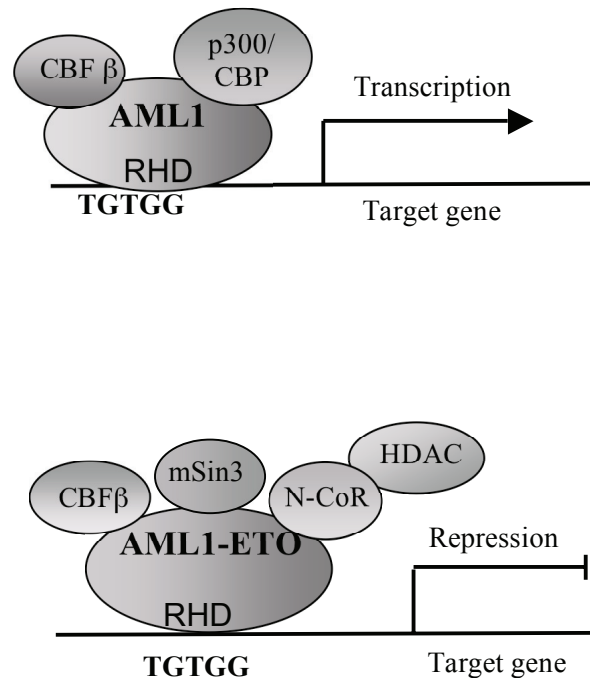 CBF β
p300/
CBP
Transcription
AML1
RHD
TGTGG
Target gene
HDAC
mSin3
CBFβ
N-CoR
AML1-ETO
Repression
RHD
TGTGG
Target gene